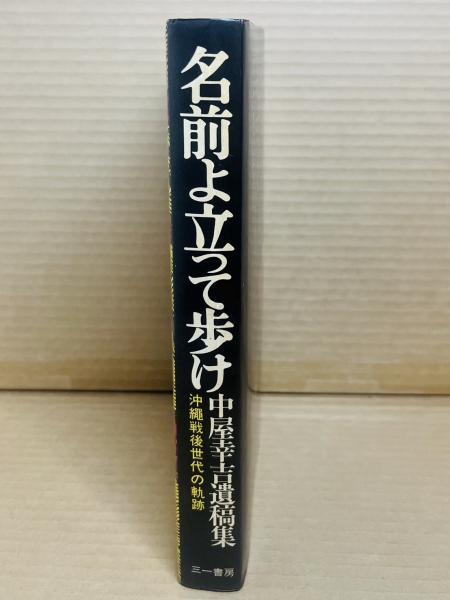 名前よ立って歩け
中屋幸吉遺稿集
沖繩戦後世代の軌跡
三一書房